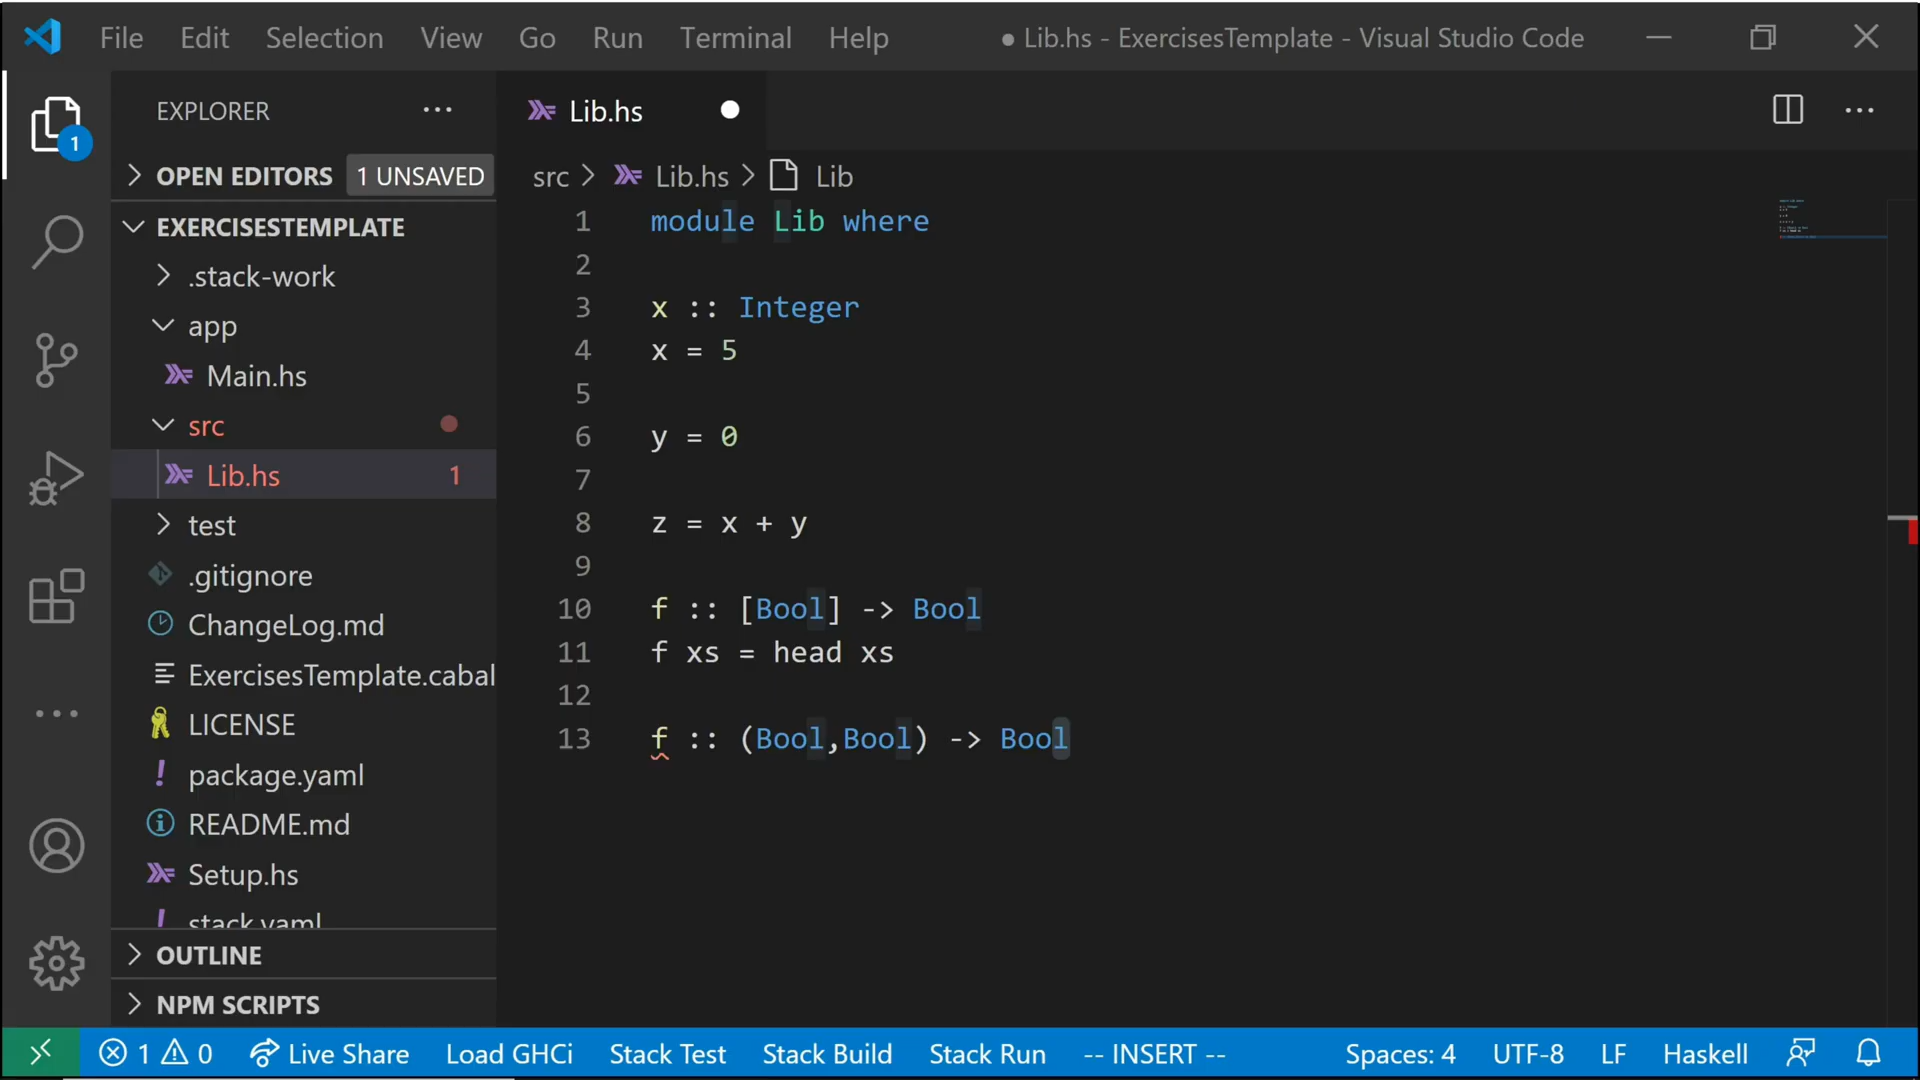 File Edit Selection View Go Run Terminal Help ● Lib.hs - ExercisesTemplate - Visual Studio Code
EXPLORER ...
OPEN EDITORS 1 UNSAVED
EXERCISESTEMPLATE
.stack-work
app
Main.hs
src
Lib.hs 1
test
.gitignore
ChangeLog.md
ExercisesTemplate.cabal
LICENSE
package.yaml
README.md
Setup.hs
stack.yaml
OUTLINE
NPM SCRIPTS
1
Lib.hs
src > Lib.hs > Lib
1 module Lib where
2
3 x :: Integer
4 x = 5
5
6 y = 0
7
8 z = x + y
9
10 f :: [Bool] -> Bool
11 f xs = head xs
12
13 f :: (Bool,Bool) -> Bool
1 0 Live Share Load GHCi Stack Test Stack Build Stack Run -- INSERT -- Spaces: 4 UTF-8 LF Haskell